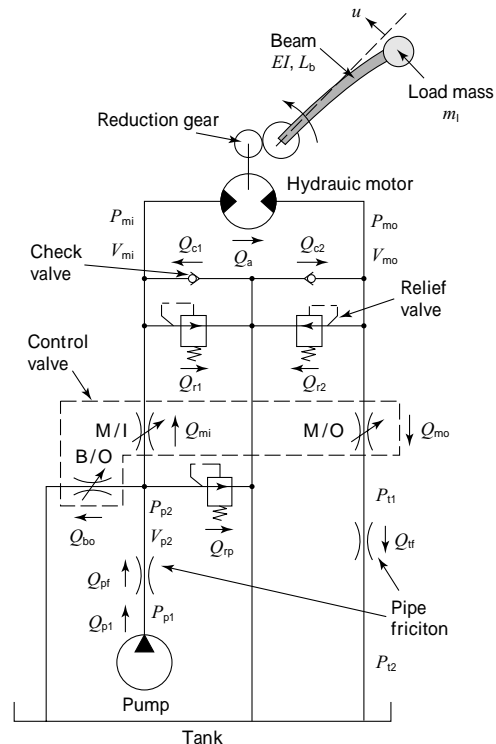 u
Beam
EI, Lb
Load mass
ml
Reduction gear
Hydrauic motor
Pmi
Pmo
Qc1
Qa
Qc2
Check
valve
Vmi
Vmo
Relief
valve
Control
valve
Qr1
Qr2
M/I
Qmi
M/O
Qmo
B/O
Pp2
Pt1
Qbo
Vp2
Qrp
Qtf
Qpf
Qp1
Pp1
Pipe
friciton
Pt2
Pump
Tank